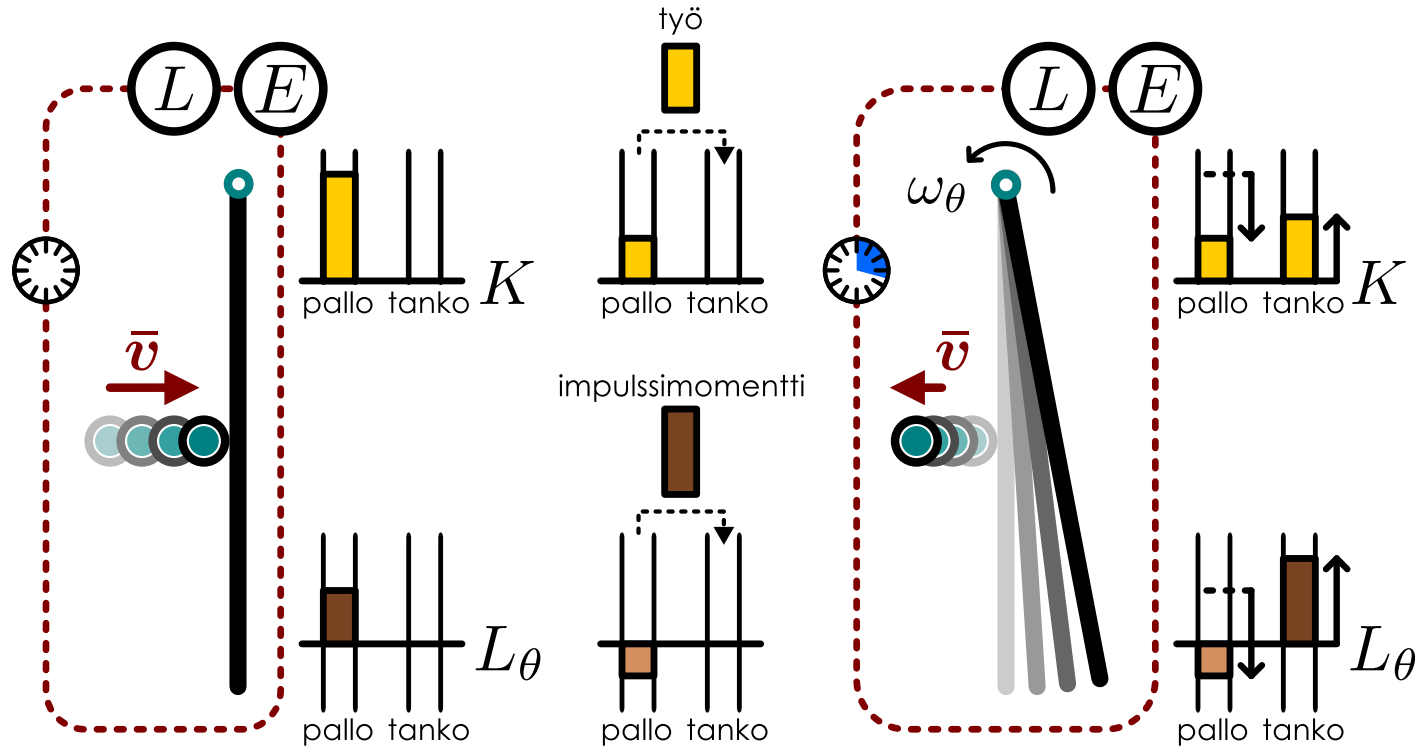 työ
L E
L E
ω_θ
pallo tanko K
pallo tanko
pallo tanko K
v̄
v̄
impulssimomentti
L_θ
L_θ
pallo tanko
pallo tanko
pallo tanko